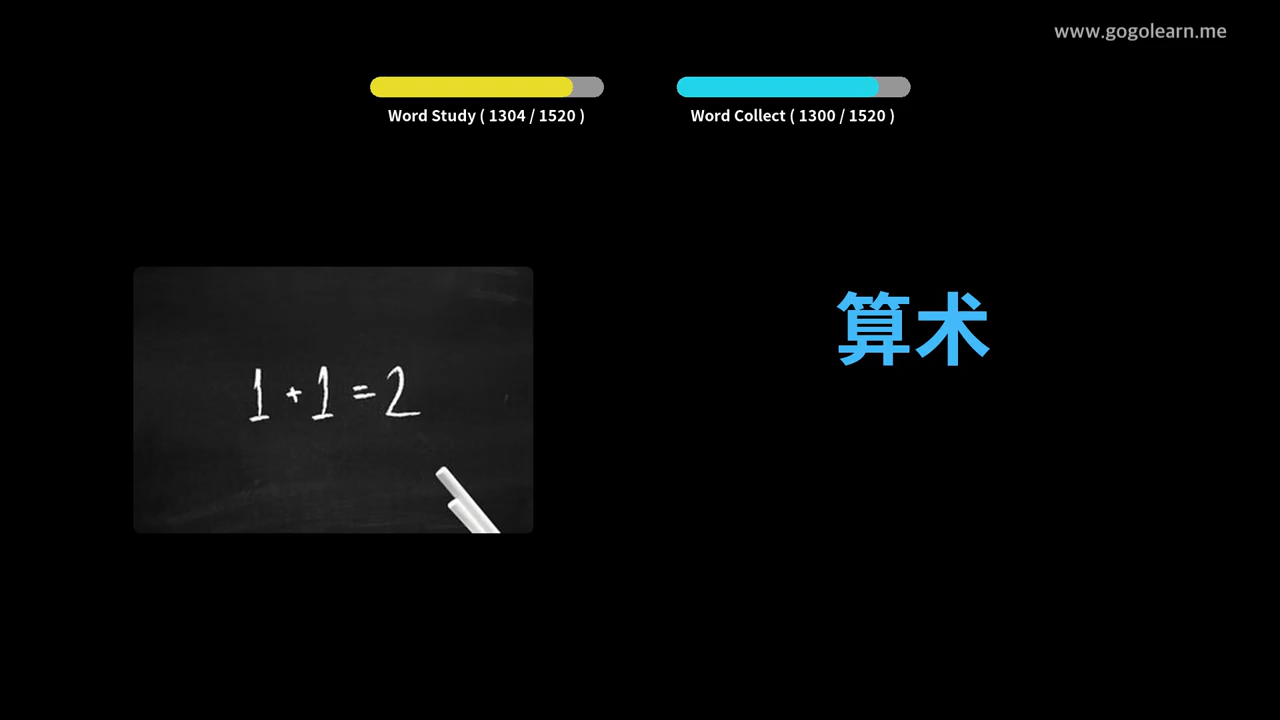 www.gogolearn.me
Word Study ( 1304 / 1520 )
Word Collect ( 1300 / 1520 )
算术
1 + 1 = 2